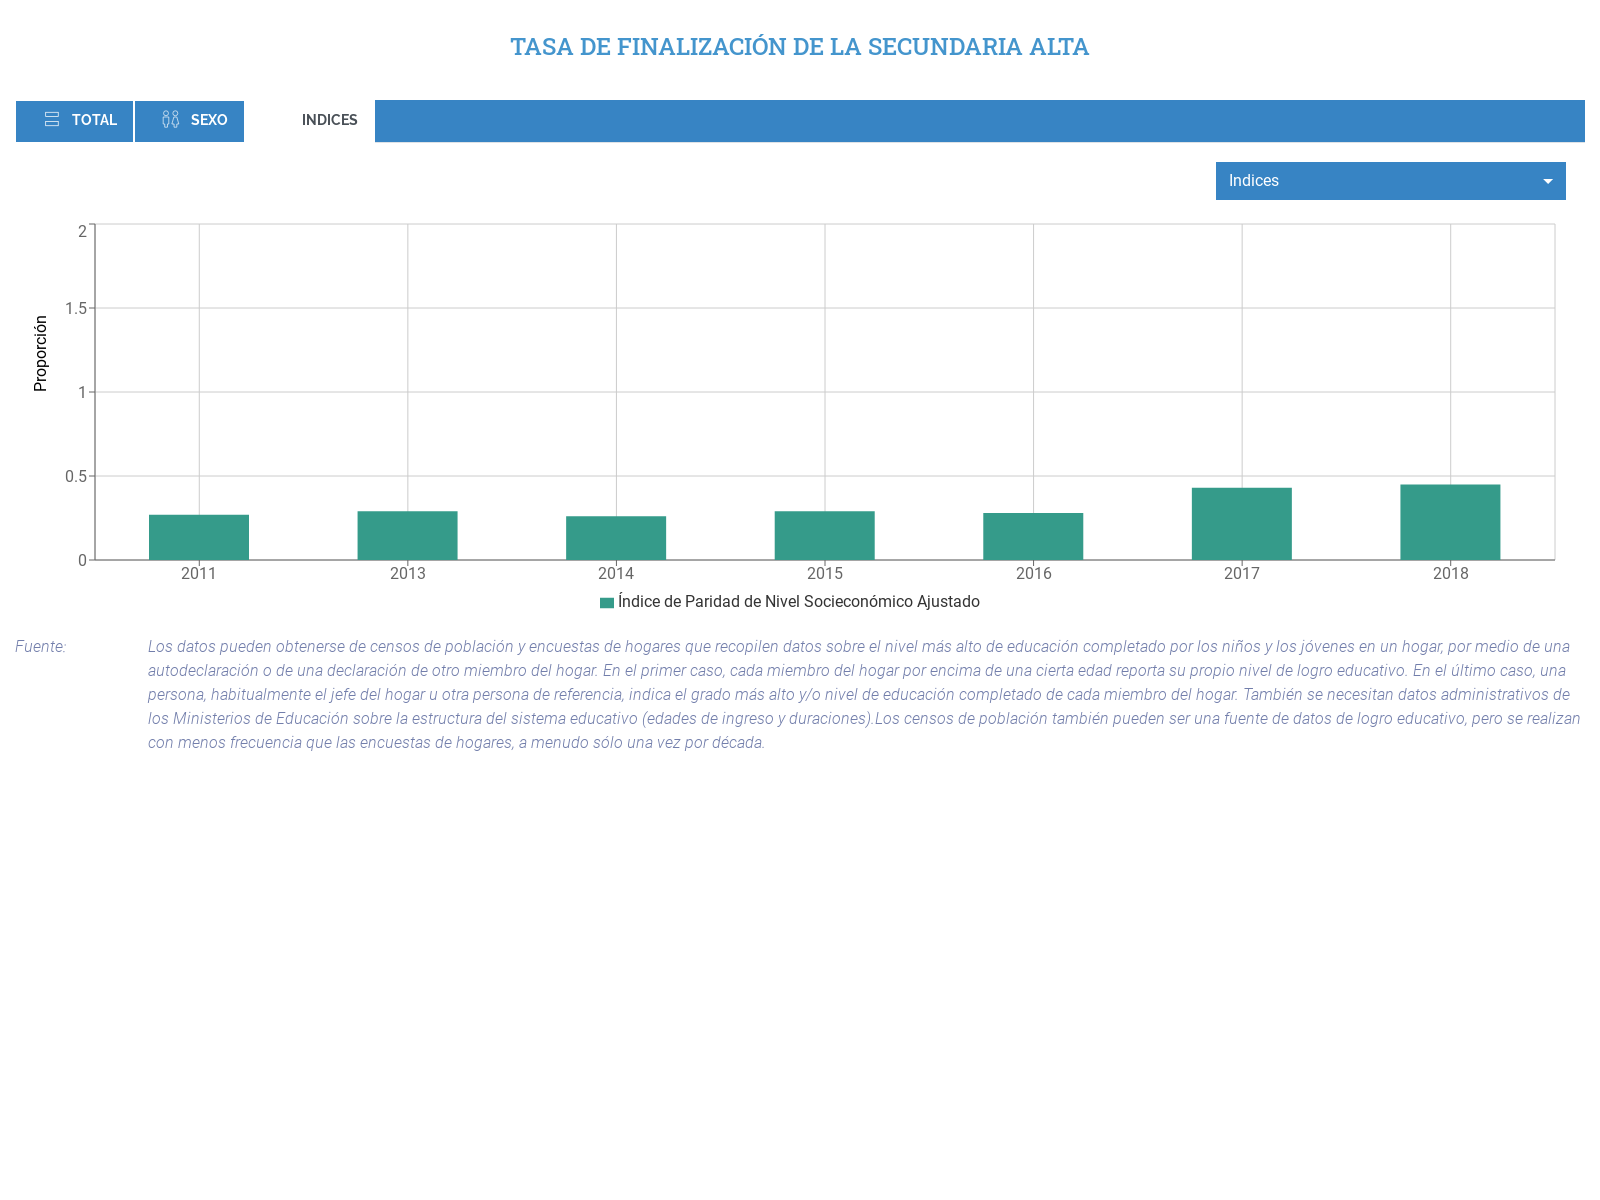 TASA DE FINALIZACIÓN DE LA SECUNDARIA ALTA
TOTAL SEXO INDICES
Indices
2
1.5
1
0.5
0
Proporción
2011 2013 2014 2015 2016 2017 2018
Índice de Paridad de Nivel Socieconómico Ajustado
Fuente: Los datos pueden obtenerse de censos de población y encuestas de hogares que recopilen datos sobre el nivel más alto de educación completado por los niños y los jóvenes en un hogar, por medio de una
autodeclaración o de una declaración de otro miembro del hogar. En el primer caso, cada miembro del hogar por encima de una cierta edad reporta su propio nivel de logro educativo. En el último caso, una
persona, habitualmente el jefe del hogar u otra persona de referencia, indica el grado más alto y/o nivel de educación completado de cada miembro del hogar. También se necesitan datos administrativos de
los Ministerios de Educación sobre la estructura del sistema educativo (edades de ingreso y duraciones).Los censos de población también pueden ser una fuente de datos de logro educativo, pero se realizan
con menos frecuencia que las encuestas de hogares, a menudo sólo una vez por década.